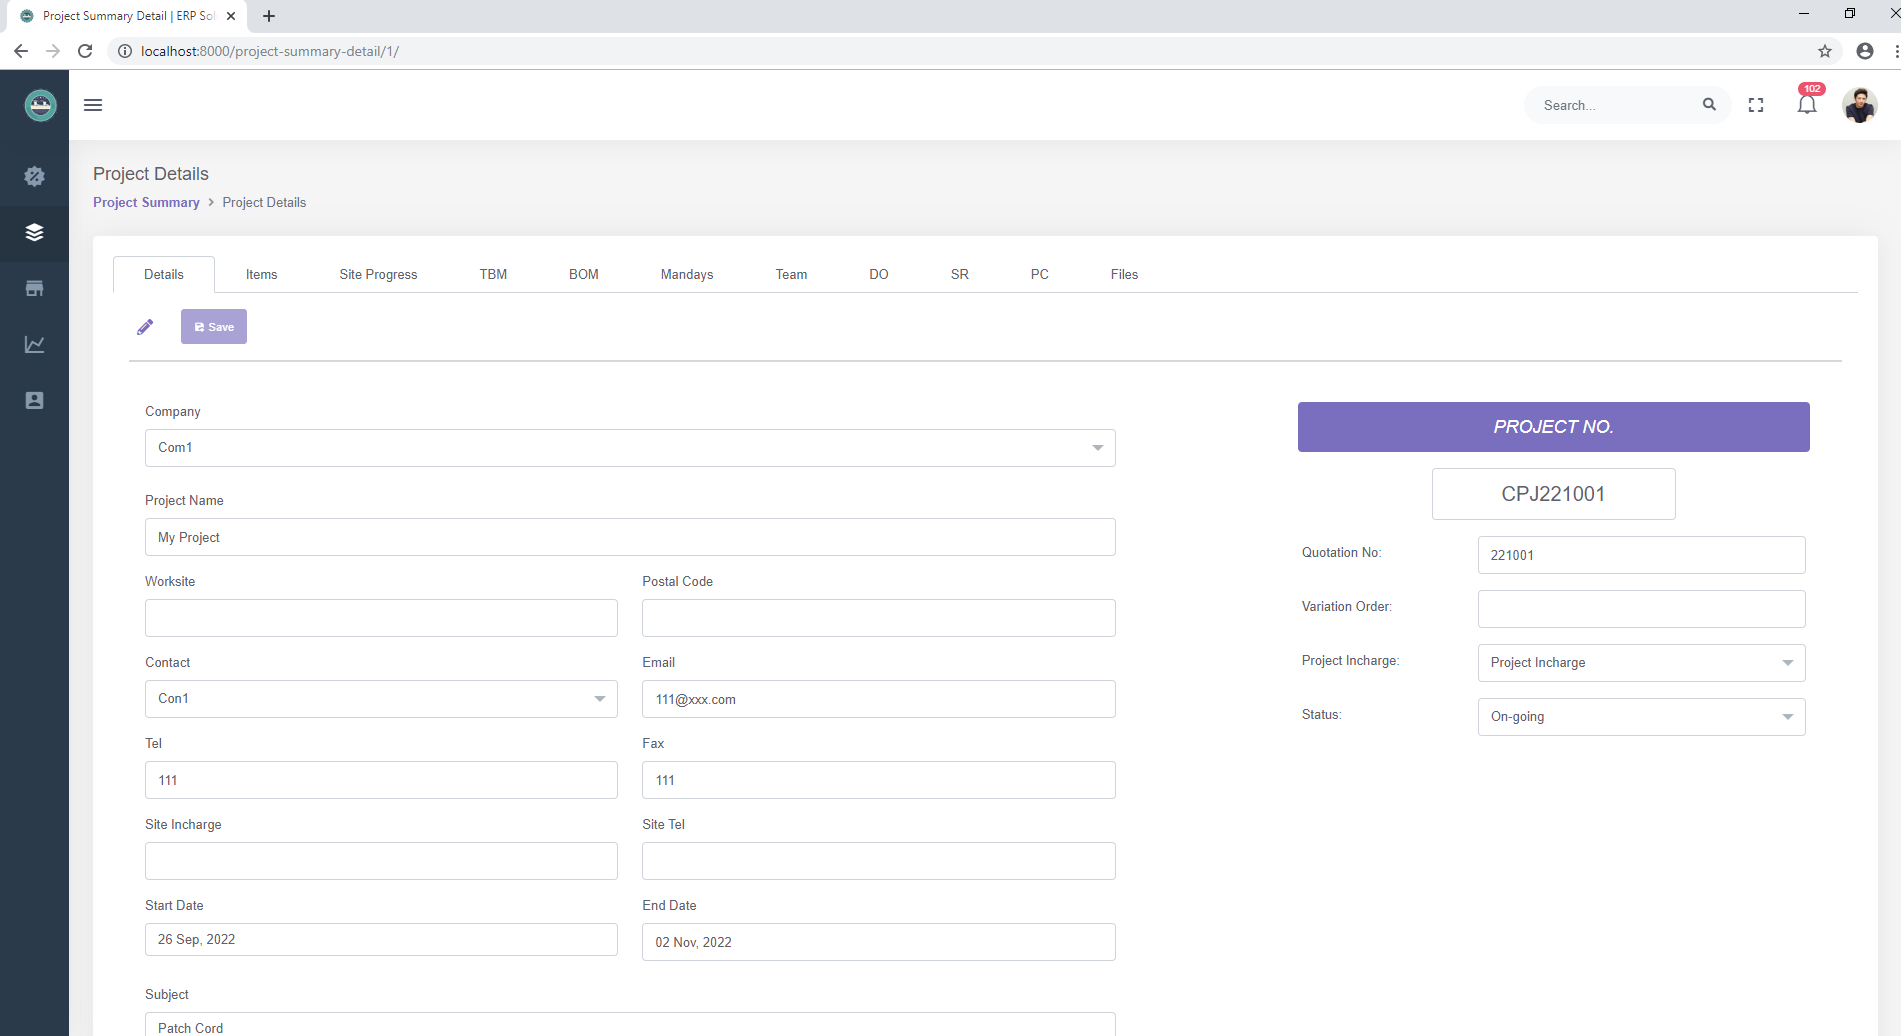 Project Summary Detail | ERP Sol
localhost:8000/project-summary-detail/1/
Search...
102
Project Details
Project Summary > Project Details
Details Items Site Progress TBM BOM Mandays Team DO SR PC Files
Save
Company
Com1
Project Name
My Project
Worksite Postal Code
Contact Email
Con1 111@xxx.com
Tel Fax
111 111
Site Incharge Site Tel
Start Date End Date
26 Sep, 2022 02 Nov, 2022
Subject
Patch Cord
PROJECT NO.
CPJ221001
Quotation No: 221001
Variation Order:
Project Incharge: Project Incharge
Status: On-going